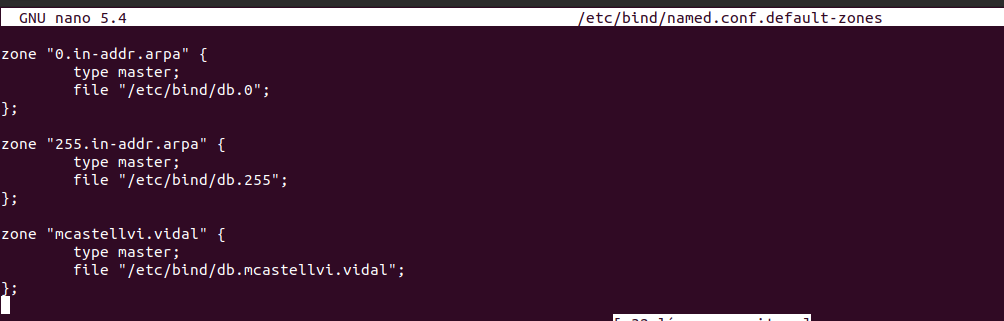 GNU nano 5.4 /etc/bind/named.conf.default-zones
zone "0.in-addr.arpa" {
type master;
file "/etc/bind/db.0";
};
zone "255.in-addr.arpa" {
type master;
file "/etc/bind/db.255";
};
zone "mcastellvi.vidal" {
type master;
file "/etc/bind/db.mcastellvi.vidal";
};